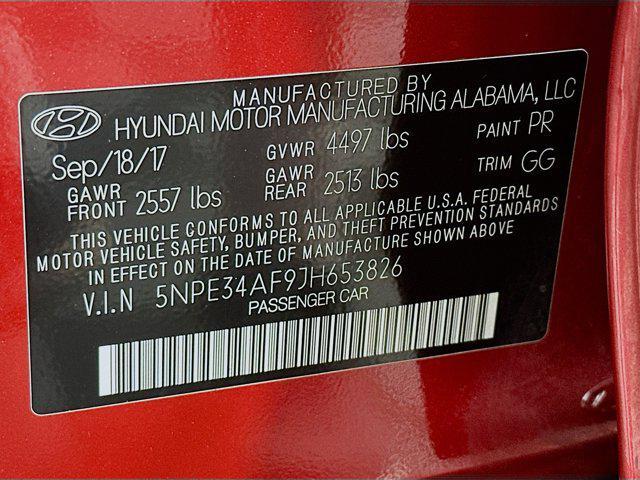 MANUFACTURED BY
HYUNDAI MOTOR MANUFACTURING ALABAMA, LLC
Sep/18/17 GVWR 4497 lbs PAINT PR
GAWR FRONT 2557 lbs GAWR REAR 2513 lbs TRIM GG
THIS VEHICLE CONFORMS TO ALL APPLICABLE U.S.A. FEDERAL
MOTOR VEHICLE SAFETY, BUMPER, AND THEFT PREVENTION STANDARDS
IN EFFECT ON THE DATE OF MANUFACTURE SHOWN ABOVE
V.I.N 5NPE34AF9JH653826
PASSENGER CAR